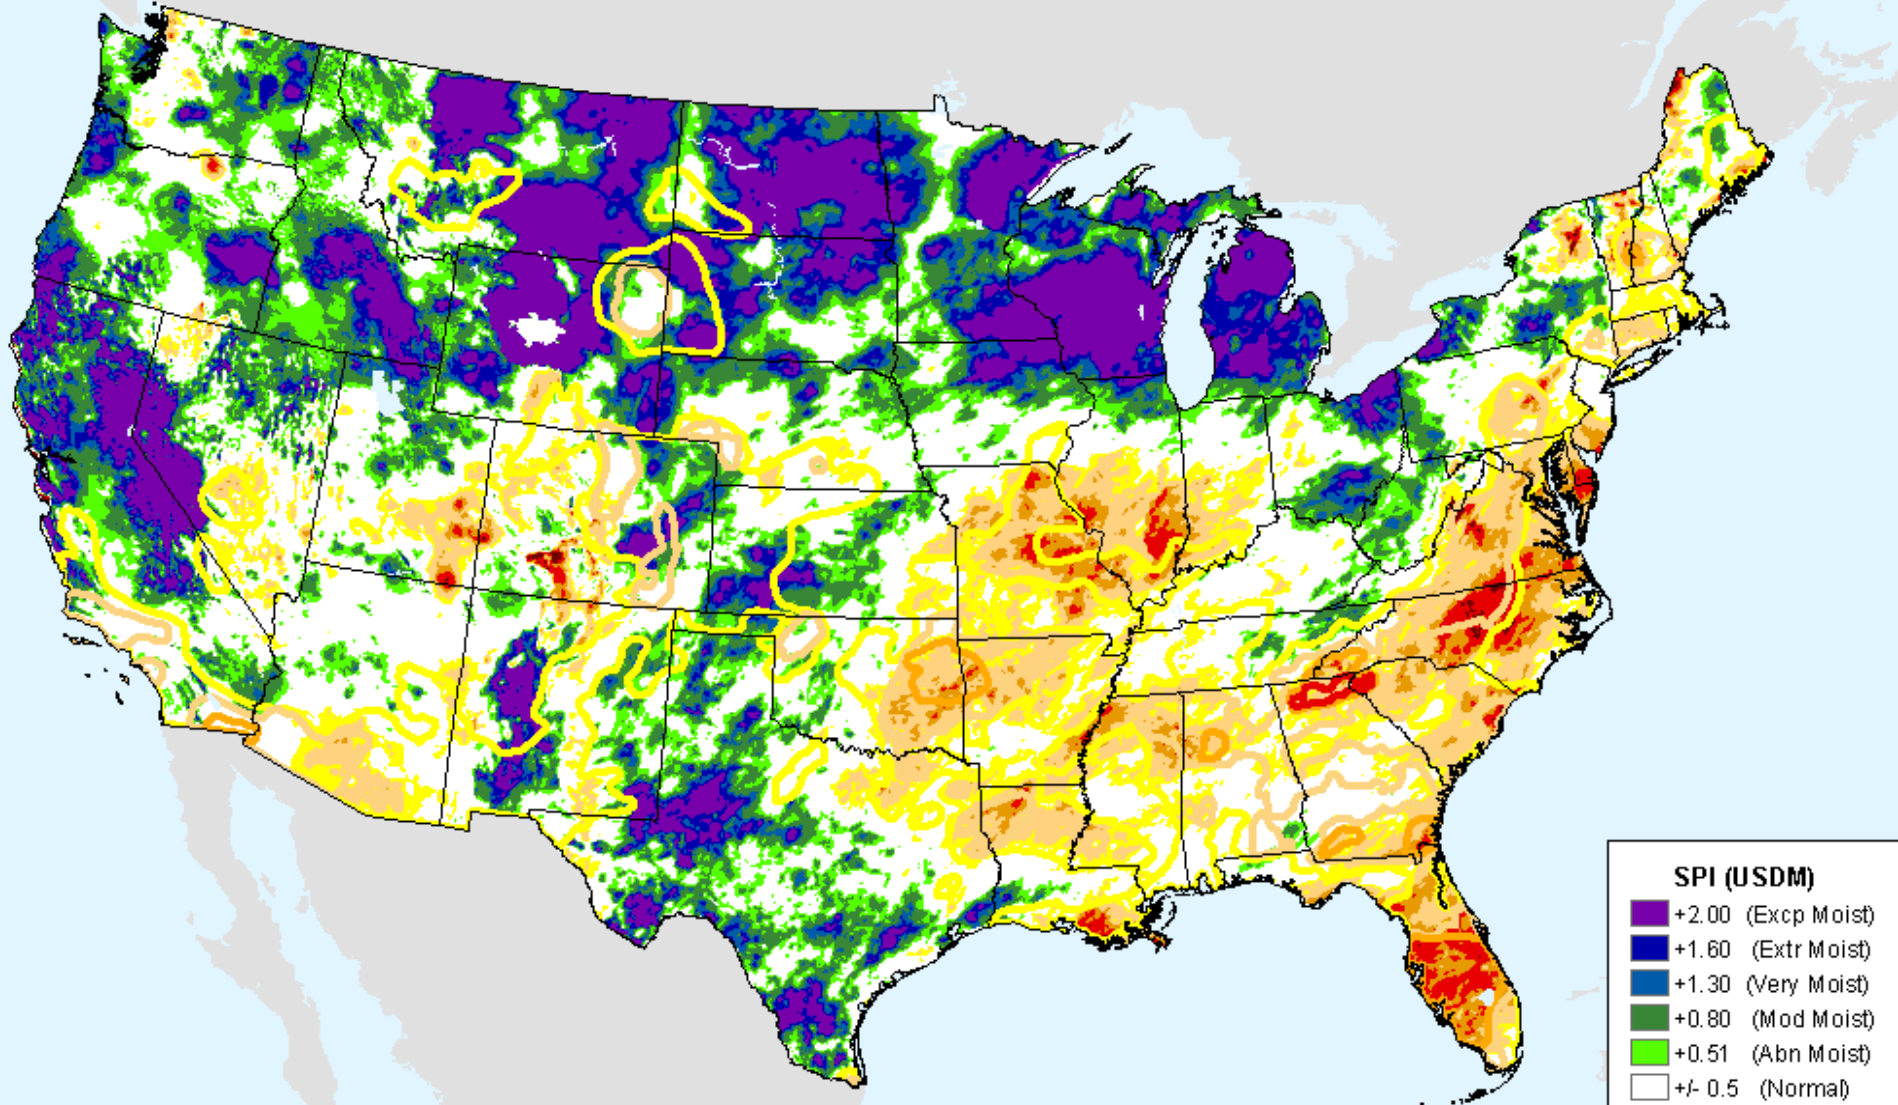 SPI (USDM)
+2.00 (Excp Moist)
+1.60 (Extr Moist)
+1.30 (Very Moist)
+0.80 (Mod Moist)
+0.51 (Abn Moist)
+/- 0.5 (Normal)